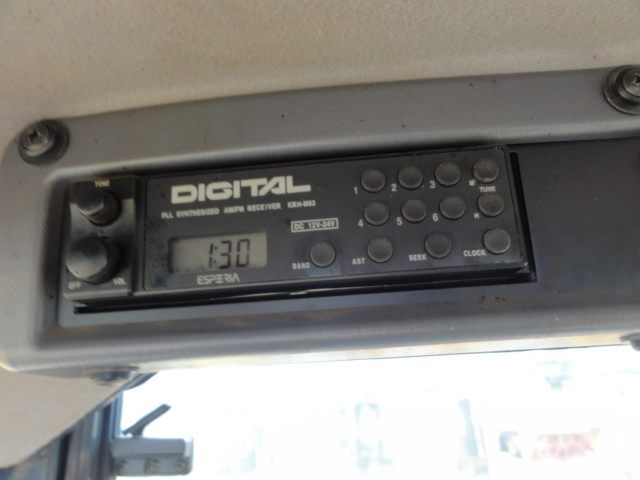 TONE
DIGITAL
PLL SYNTHESIZED AM/FM RECEIVER KRH-M63
DC 12V-24V
1 2 3 M
TUNE
4 5 6
1:30
ESPERIA
OFF VOL
BAND AST SEEK CLOCK